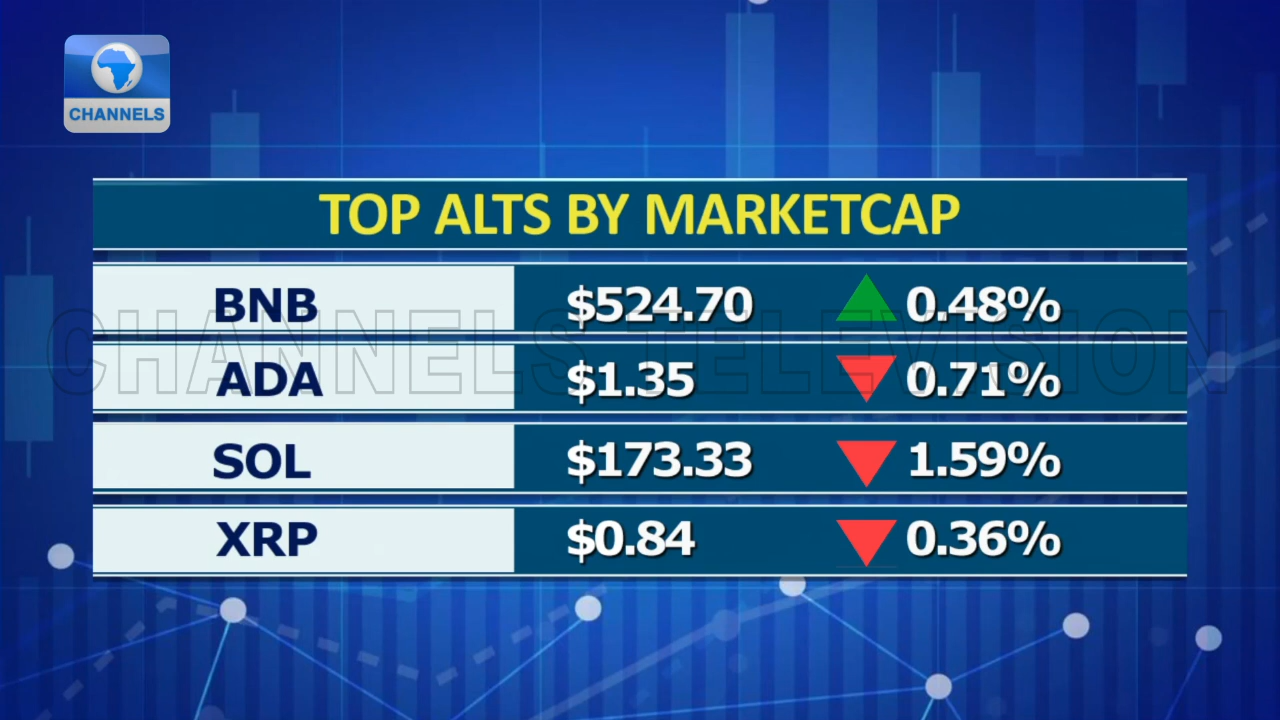 CHANNELS
TOP ALTS BY MARKETCAP
BNB $524.70 0.48%
CHANNELS TELEVISION
ADA $1.35 0.71%
SOL $173.33 1.59%
XRP $0.84 0.36%